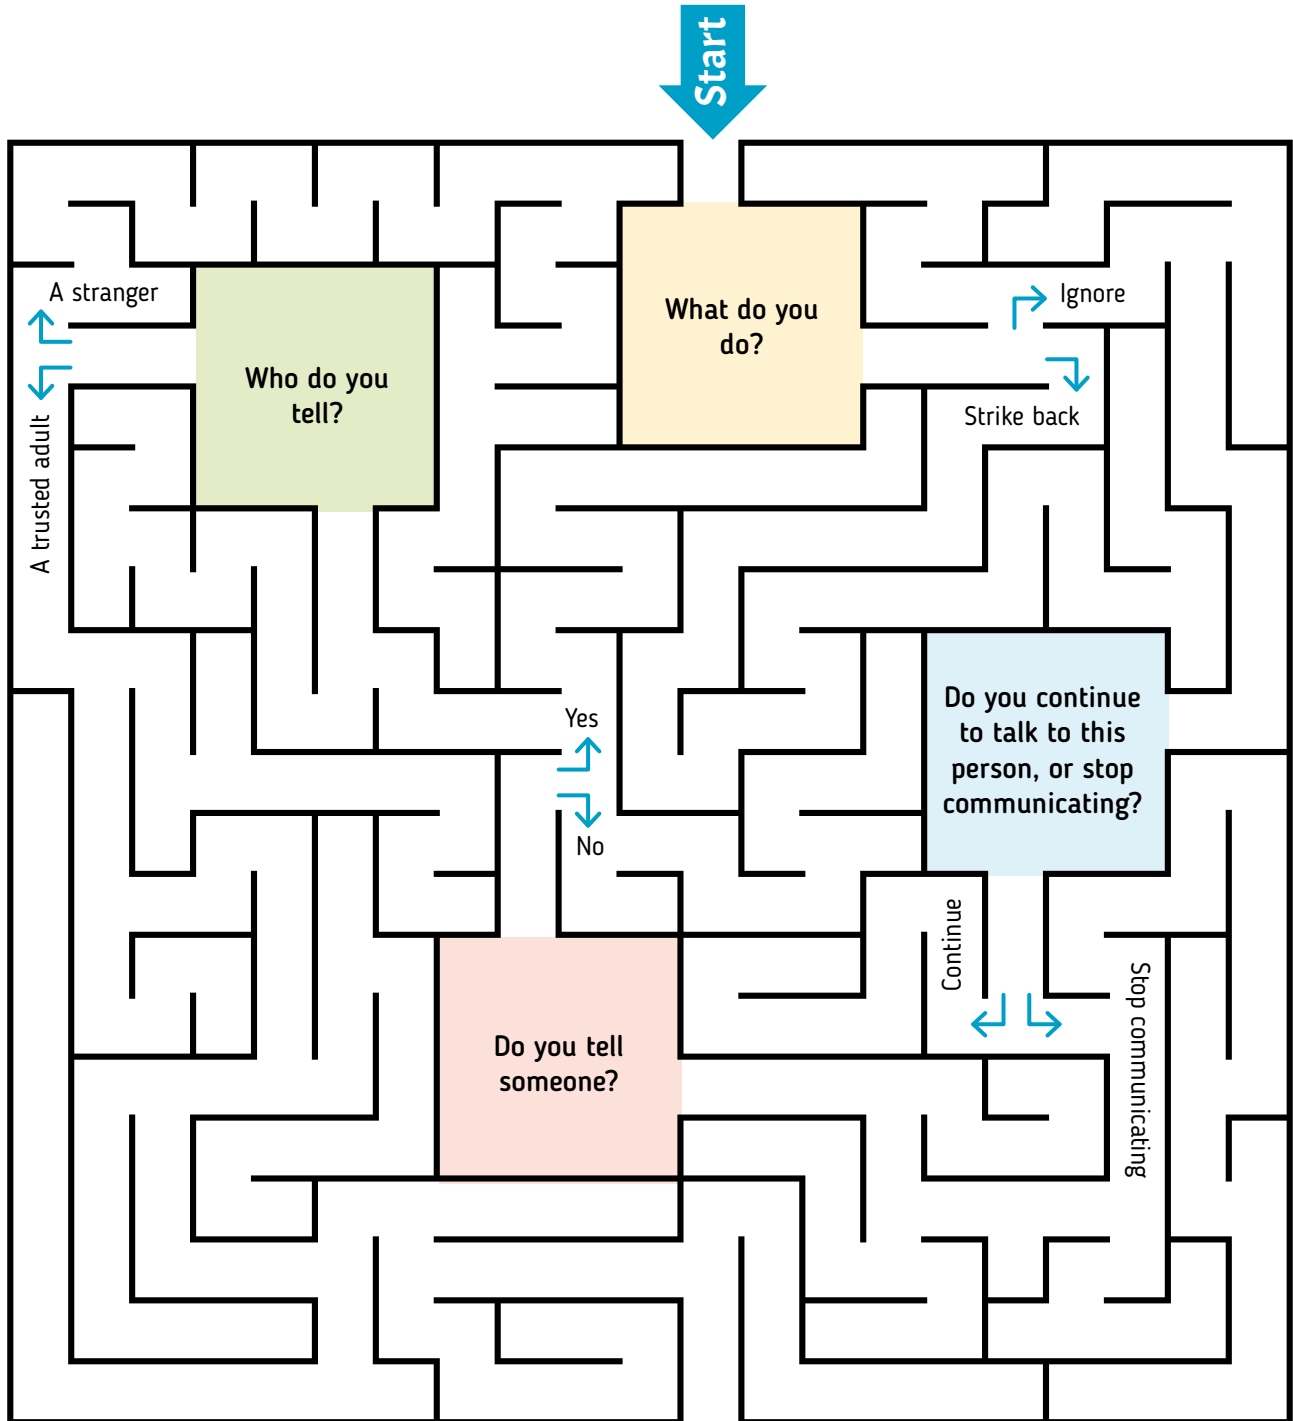 Start
A stranger
What do you
do?
Ignore
Who do you
tell?
Strike back
A trusted adult
Yes
Do you continue
to talk to this
person, or stop
communicating?
No
Continue
Stop communicating
Do you tell
someone?